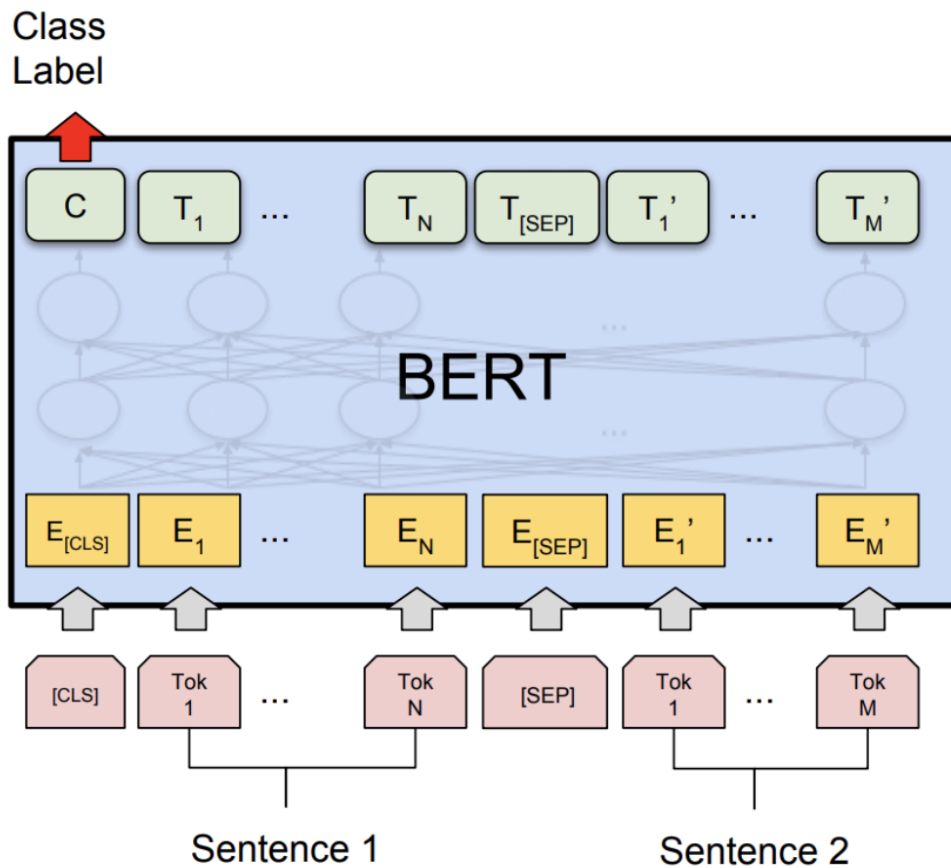 Class
Label
C T1 ... TN T[SEP] T1’ ... TM’
...
BERT
...
E[CLS] E1 ... EN E[SEP] E1’ ... EM’
[CLS] Tok 1 ... Tok N [SEP] Tok 1 ... Tok M
Sentence 1 Sentence 2